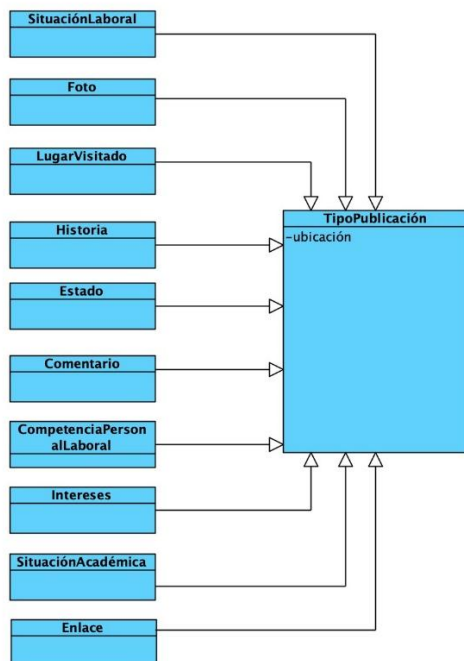 SituaciónLaboral
Foto
LugarVisitado
TipoPublicación
-ubicación
Historia
Estado
Comentario
CompetenciaPerson
alLaboral
Intereses
SituaciónAcadémica
Enlace